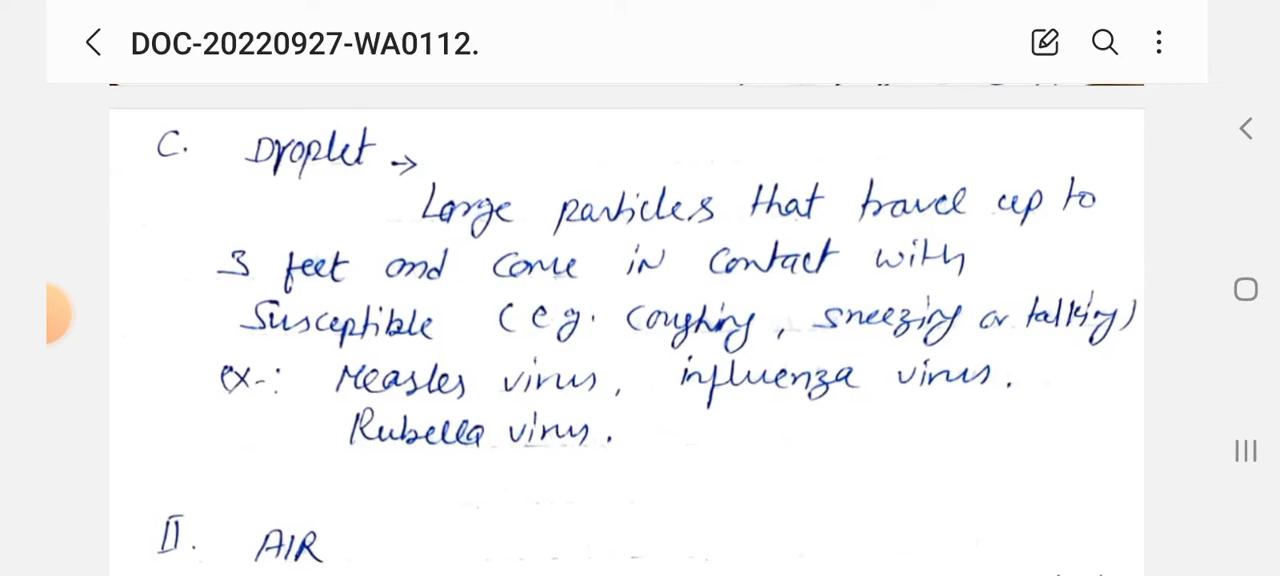 DOC-20220927-WA0112.
C. Droplet →
Large particles that travel up to
3 feet and come in contact with
Susceptible (eg. Coughing, sneezing or talking)
ex-: Measles virus, influenza virus.
Rubella virus.
II. AIR